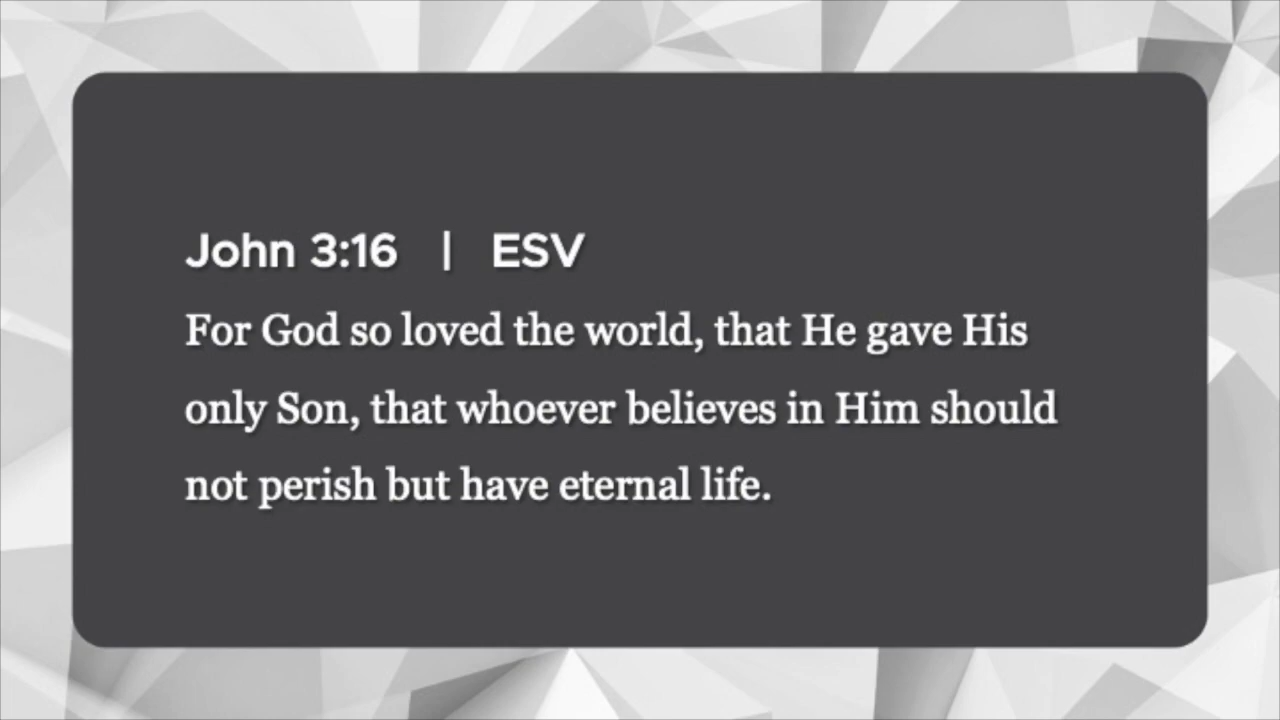 John 3:16 | ESV
For God so loved the world, that He gave His
only Son, that whoever believes in Him should
not perish but have eternal life.